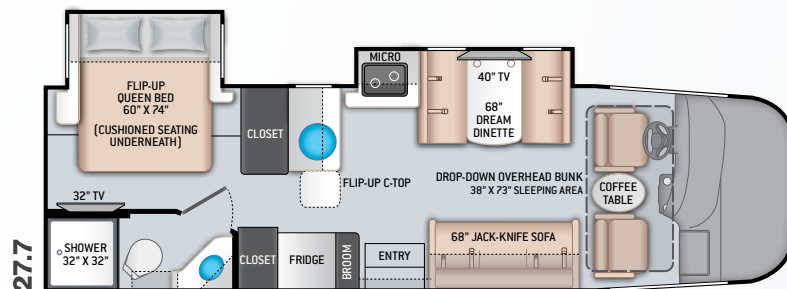 MICRO
40" TV
68"
DREAM
DINETTE
FLIP-UP
QUEEN BED
60" X 74"
(CUSHIONED SEATING
UNDERNEATH)
CLOSET
FLIP-UP C-TOP
DROP-DOWN OVERHEAD BUNK
38" X 73" SLEEPING AREA
COFFEE
TABLE
32" TV
SHOWER
32" X 32"
CLOSET
FRIDGE
BROOM
ENTRY
68" JACK-KNIFE SOFA
27.7